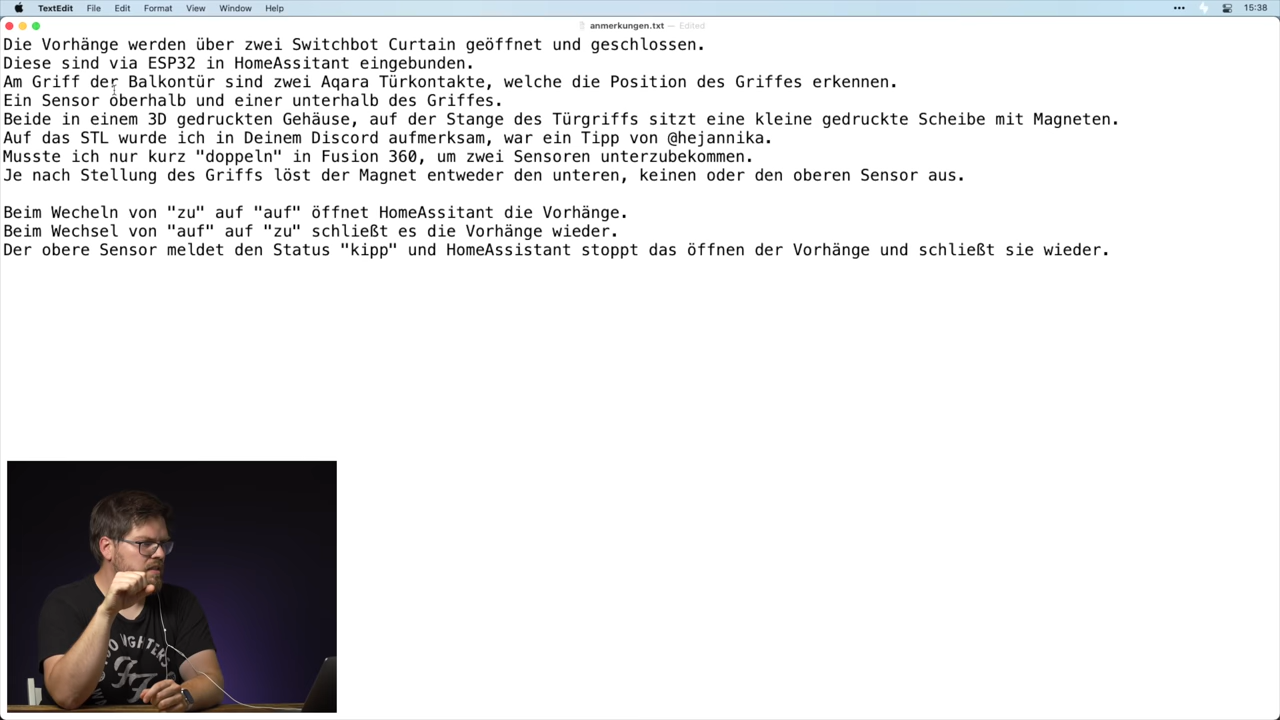 TextEdit File Edit Format View Window Help ••• 15:38
anmerkungen.txt — Edited
Die Vorhänge werden über zwei Switchbot Curtain geöffnet und geschlossen.
Diese sind via ESP32 in HomeAssitant eingebunden.
Am Griff der Balkontür sind zwei Aqara Türkontakte, welche die Position des Griffes erkennen.
Ein Sensor oberhalb und einer unterhalb des Griffes.
Beide in einem 3D gedruckten Gehäuse, auf der Stange des Türgriffs sitzt eine kleine gedruckte Scheibe mit Magneten.
Auf das STL wurde ich in Deinem Discord aufmerksam, war ein Tipp von @hejannika.
Musste ich nur kurz "doppeln" in Fusion 360, um zwei Sensoren unterzubekommen.
Je nach Stellung des Griffs löst der Magnet entweder den unteren, keinen oder den oberen Sensor aus.
Beim Wecheln von "zu" auf "auf" öffnet HomeAssitant die Vorhänge.
Beim Wechsel von "auf" auf "zu" schließt es die Vorhänge wieder.
Der obere Sensor meldet den Status "kipp" und HomeAssistant stoppt das öffnen der Vorhänge und schließt sie wieder.